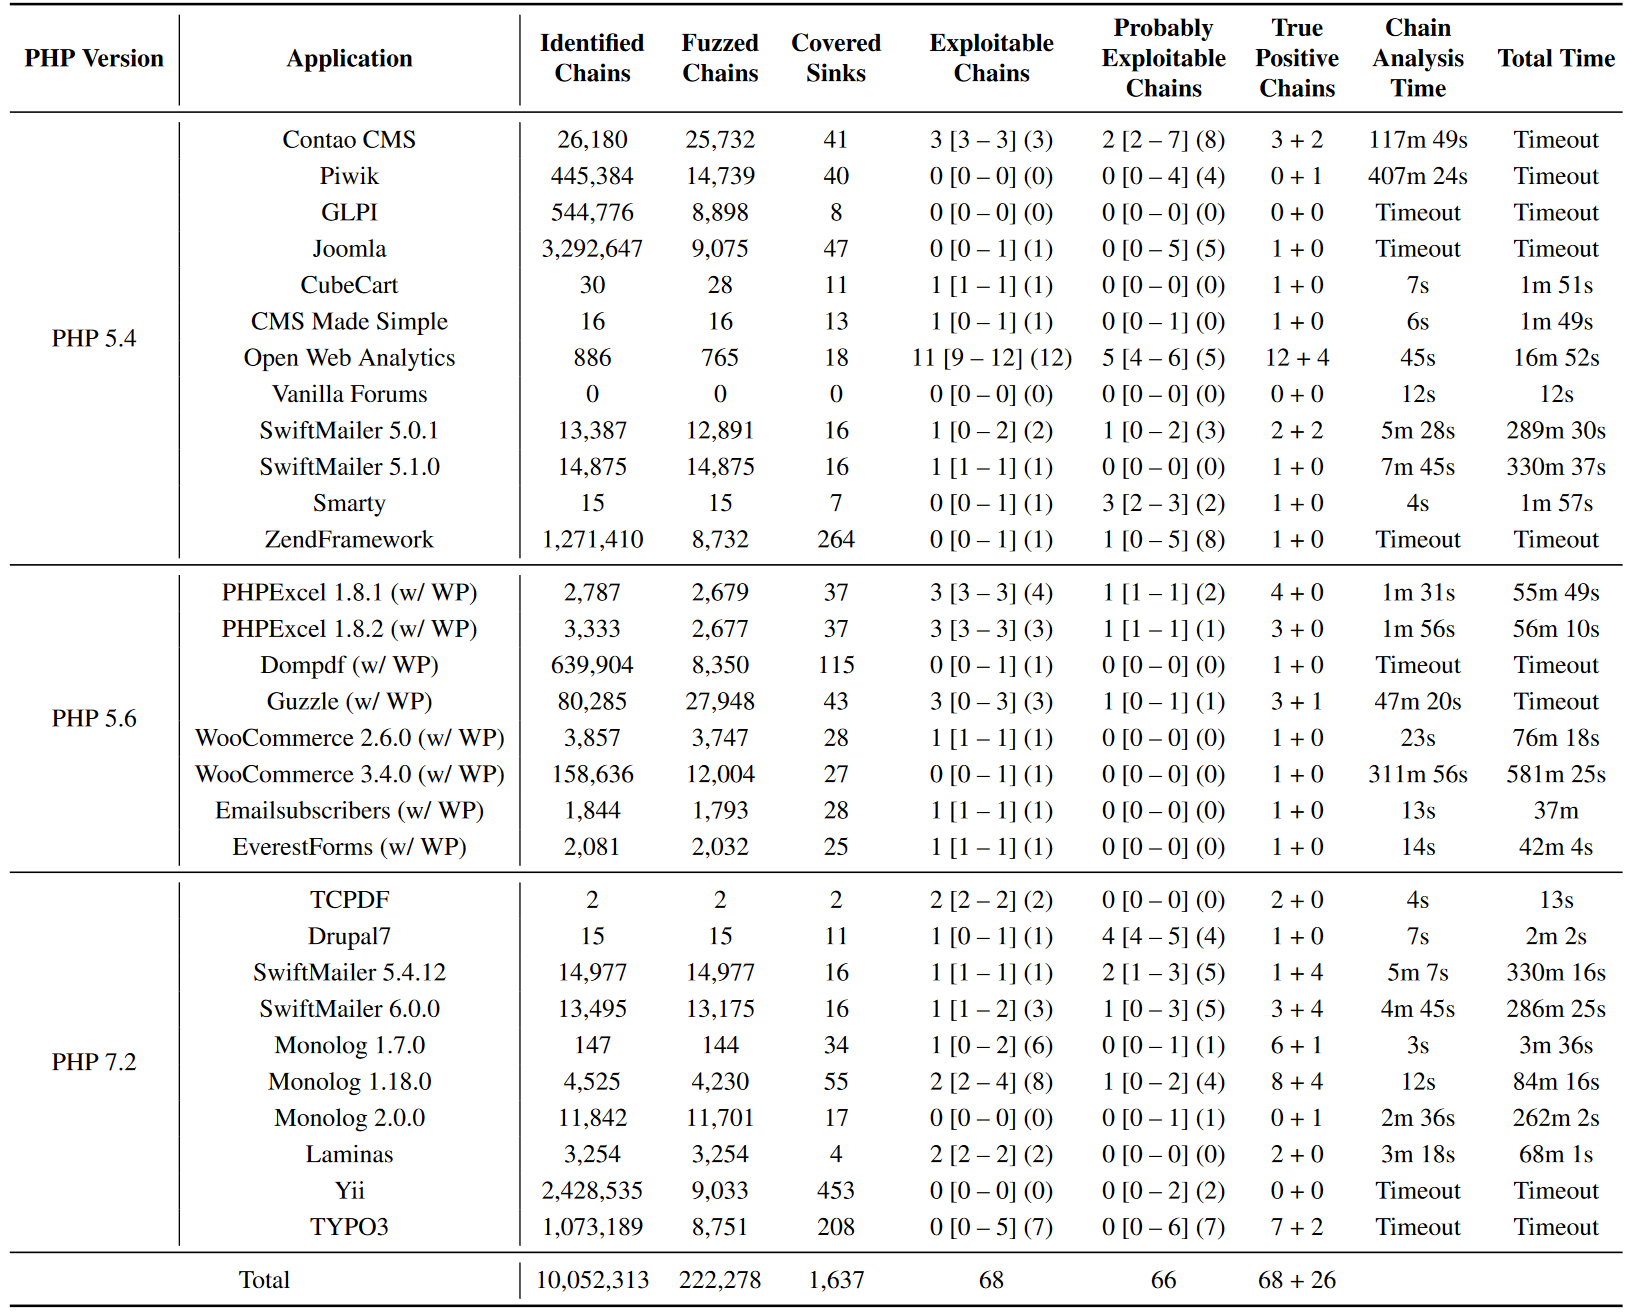 PHP Version Application Identified Chains Fuzzed Chains Covered Sinks Exploitable Chains Probably Exploitable Chains True Positive Chains Chain Analysis Time Total Time
Contao CMS 26,180 25,732 41 3 [3 – 3] (3) 2 [2 – 7] (8) 3 + 2 117m 49s Timeout
Piwik 445,384 14,739 40 0 [0 – 0] (0) 0 [0 – 4] (4) 0 + 1 407m 24s Timeout
GLPI 544,776 8,898 8 0 [0 – 0] (0) 0 [0 – 0] (0) 0 + 0 Timeout Timeout
Joomla 3,292,647 9,075 47 0 [0 – 1] (1) 0 [0 – 5] (5) 1 + 0 Timeout Timeout
CubeCart 30 28 11 1 [1 – 1] (1) 0 [0 – 0] (0) 1 + 0 7s 1m 51s
CMS Made Simple 16 16 13 1 [0 – 1] (1) 0 [0 – 1] (0) 1 + 0 6s 1m 49s
PHP 5.4
Open Web Analytics 886 765 18 11 [9 – 12] (12) 5 [4 – 6] (5) 12 + 4 45s 16m 52s
Vanilla Forums 0 0 0 0 [0 – 0] (0) 0 [0 – 0] (0) 0 + 0 12s 12s
SwiftMailer 5.0.1 13,387 12,891 16 1 [0 – 2] (2) 1 [0 – 2] (3) 2 + 2 5m 28s 289m 30s
SwiftMailer 5.1.0 14,875 14,875 16 1 [1 – 1] (1) 0 [0 – 0] (0) 1 + 0 7m 45s 330m 37s
Smarty 15 15 7 0 [0 – 1] (1) 3 [2 – 3] (2) 1 + 0 4s 1m 57s
ZendFramework 1,271,410 8,732 264 0 [0 – 1] (1) 1 [0 – 5] (8) 1 + 0 Timeout Timeout
PHPExcel 1.8.1 (w/ WP) 2,787 2,679 37 3 [3 – 3] (4) 1 [1 – 1] (2) 4 + 0 1m 31s 55m 49s
PHPExcel 1.8.2 (w/ WP) 3,333 2,677 37 3 [3 – 3] (3) 1 [1 – 1] (1) 3 + 0 1m 56s 56m 10s
Dompdf (w/ WP) 639,904 8,350 115 0 [0 – 1] (1) 0 [0 – 0] (0) 1 + 0 Timeout Timeout
Guzzle (w/ WP) 80,285 27,948 43 3 [0 – 3] (3) 1 [0 – 1] (1) 3 + 1 47m 20s Timeout
PHP 5.6
WooCommerce 2.6.0 (w/ WP) 3,857 3,747 28 1 [1 – 1] (1) 0 [0 – 0] (0) 1 + 0 23s 76m 18s
WooCommerce 3.4.0 (w/ WP) 158,636 12,004 27 0 [0 – 1] (1) 0 [0 – 0] (0) 1 + 0 311m 56s 581m 25s
Emailsubscribers (w/ WP) 1,844 1,793 28 1 [1 – 1] (1) 0 [0 – 0] (0) 1 + 0 13s 37m
EverestForms (w/ WP) 2,081 2,032 25 1 [1 – 1] (1) 0 [0 – 0] (0) 1 + 0 14s 42m 4s
TCPDF 2 2 2 2 [2 – 2] (2) 0 [0 – 0] (0) 2 + 0 4s 13s
Drupal7 15 15 11 1 [0 – 1] (1) 4 [4 – 5] (4) 1 + 0 7s 2m 2s
SwiftMailer 5.4.12 14,977 14,977 16 1 [1 – 1] (1) 2 [1 – 3] (5) 1 + 4 5m 7s 330m 16s
SwiftMailer 6.0.0 13,495 13,175 16 1 [1 – 2] (3) 1 [0 – 3] (5) 3 + 4 4m 45s 286m 25s
Monolog 1.7.0 147 144 34 1 [0 – 2] (6) 0 [0 – 1] (1) 6 + 1 3s 3m 36s
PHP 7.2
Monolog 1.18.0 4,525 4,230 55 2 [2 – 4] (8) 1 [0 – 2] (4) 8 + 4 12s 84m 16s
Monolog 2.0.0 11,842 11,701 17 0 [0 – 0] (0) 0 [0 – 1] (1) 0 + 1 2m 36s 262m 2s
Laminas 3,254 3,254 4 2 [2 – 2] (2) 0 [0 – 0] (0) 2 + 0 3m 18s 68m 1s
Yii 2,428,535 9,033 453 0 [0 – 0] (0) 0 [0 – 2] (2) 0 + 0 Timeout Timeout
TYPO3 1,073,189 8,751 208 0 [0 – 5] (7) 0 [0 – 6] (7) 7 + 2 Timeout Timeout
Total 10,052,313 222,278 1,637 68 66 68 + 26